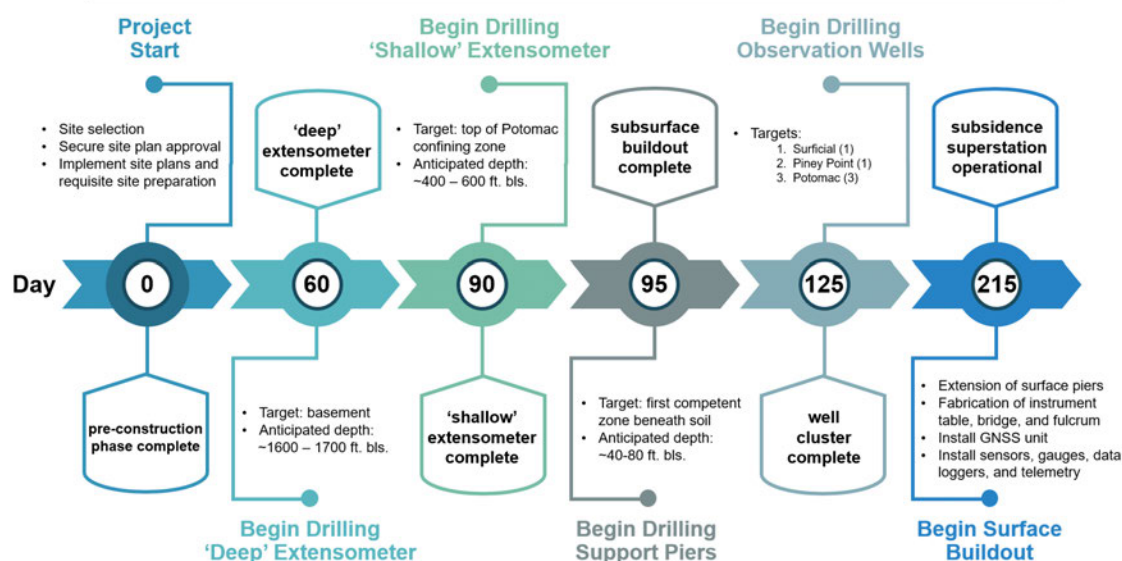 Project
Start
• Site selection
• Secure site plan approval
• Implement site plans and
requisite site preparation
'deep'
extensometer
complete
Begin Drilling
'Shallow' Extensometer
• Target: top of Potomac
confining zone
• Anticipated depth:
~400 – 600 ft. bls.
subsurface
buildout
complete
Begin Drilling
Observation Wells
• Targets:
1. Surficial (1)
2. Piney Point (1)
3. Potomac (3)
subsidence
superstation
operational
Day
0
60
90
95
125
215
pre-construction
phase complete
• Target: basement
• Anticipated depth:
~1600 – 1700 ft. bls.
Begin Drilling
'Deep' Extensometer
'shallow'
extensometer
complete
• Target: first competent
zone beneath soil
• Anticipated depth:
~40-80 ft. bls.
Begin Drilling
Support Piers
well
cluster
complete
• Extension of surface piers
• Fabrication of instrument
table, bridge, and fulcrum
• Install GNSS unit
• Install sensors, gauges, data
loggers, and telemetry
Begin Surface
Buildout